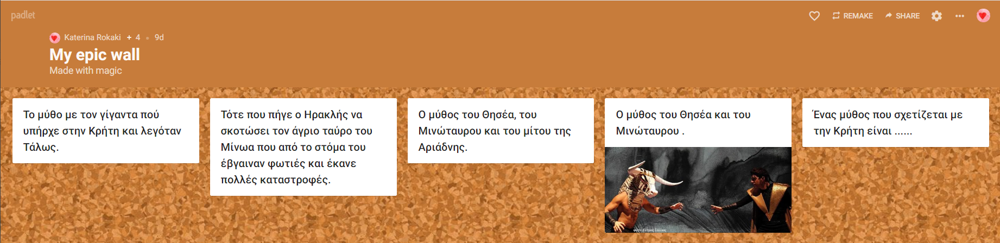 padlet
REMAKE
SHARE
Katerina Rokaki + 4 • 9d
My epic wall
Made with magic
Το μύθο με τον γίγαντα πού
υπήρχε στην Κρήτη και λεγόταν
Τάλως.
Τότε που πήγε ο Ηρακλής να
σκοτώσει τον άγριο ταύρο του
Μίνωα που από το στόμα του
έβγαιναν φωτιές και έκανε
πολλές καταστροφές.
Ο μύθος του Θησέα, του
Μινώταυρου και του μίτου της
Αριάδνης.
Ο μύθος του Θησέα και του
Μινώταυρου .
φωτο Πέτρος Γάλλιας
Ένας μύθος που σχετίζεται με
την Κρήτη είναι ......